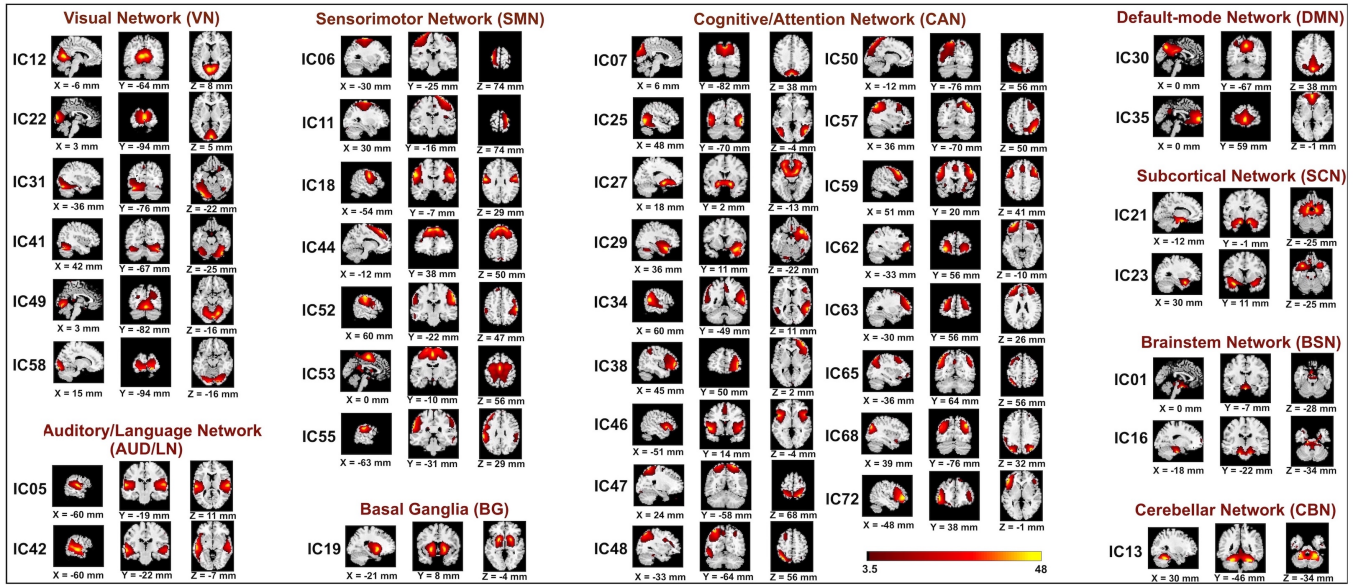 Visual Network (VN)
IC12
X = -6 mm Y = -64 mm Z = 8 mm
IC22
X = 3 mm Y = -94 mm Z = 5 mm
IC31
X = -36 mm Y = -76 mm Z = -22 mm
IC41
X = 42 mm Y = -67 mm Z = -25 mm
IC49
X = 3 mm Y = -82 mm Z = -16 mm
IC58
X = 15 mm Y = -94 mm Z = -16 mm
Auditory/Language Network
(AUD/LN)
IC05
X = -60 mm Y = -19 mm Z = 11 mm
IC42
X = -60 mm Y = -22 mm Z = -7 mm
Sensorimotor Network (SMN)
IC06
X = -30 mm Y = -25 mm Z = 74 mm
IC11
X = 30 mm Y = -16 mm Z = 74 mm
IC18
X = -54 mm Y = -7 mm Z = 29 mm
IC44
X = -12 mm Y = 38 mm Z = 50 mm
IC52
X = 60 mm Y = -22 mm Z = 47 mm
IC53
X = 0 mm Y = -10 mm Z = 56 mm
IC55
X = -63 mm Y = -31 mm Z = 29 mm
Basal Ganglia (BG)
IC19
X = -21 mm Y = 8 mm Z = -4 mm
Cognitive/Attention Network (CAN)
IC07
X = 6 mm Y = -82 mm Z = 38 mm
IC25
X = 48 mm Y = -70 mm Z = -4 mm
IC27
X = 18 mm Y = 2 mm Z = -13 mm
IC29
X = 36 mm Y = 11 mm Z = -22 mm
IC34
X = 60 mm Y = -49 mm Z = 11 mm
IC38
X = 45 mm Y = 50 mm Z = 2 mm
IC46
X = -51 mm Y = 14 mm Z = -4 mm
IC47
X = 24 mm Y = -58 mm Z = 68 mm
IC48
X = -33 mm Y = -64 mm Z = 56 mm
IC50
X = -12 mm Y = -76 mm Z = 56 mm
IC57
X = 36 mm Y = -70 mm Z = 50 mm
IC59
X = 51 mm Y = 20 mm Z = 41 mm
IC62
X = -33 mm Y = 56 mm Z = -10 mm
IC63
X = -30 mm Y = 56 mm Z = 26 mm
IC65
X = -36 mm Y = 64 mm Z = 56 mm
IC68
X = 39 mm Y = -76 mm Z = 32 mm
IC72
X = -48 mm Y = 38 mm Z = -1 mm
3.5 48
Default-mode Network (DMN)
IC30
X = 0 mm Y = -67 mm Z = 38 mm
IC35
X = 0 mm Y = 59 mm Z = -1 mm
Subcortical Network (SCN)
IC21
X = -12 mm Y = -1 mm Z = -25 mm
IC23
X = 30 mm Y = 11 mm Z = -25 mm
Brainstem Network (BSN)
IC01
X = 0 mm Y = -7 mm Z = -28 mm
IC16
X = -18 mm Y = -22 mm Z = -34 mm
Cerebellar Network (CBN)
IC13
X = 30 mm Y = -46 mm Z = -34 mm